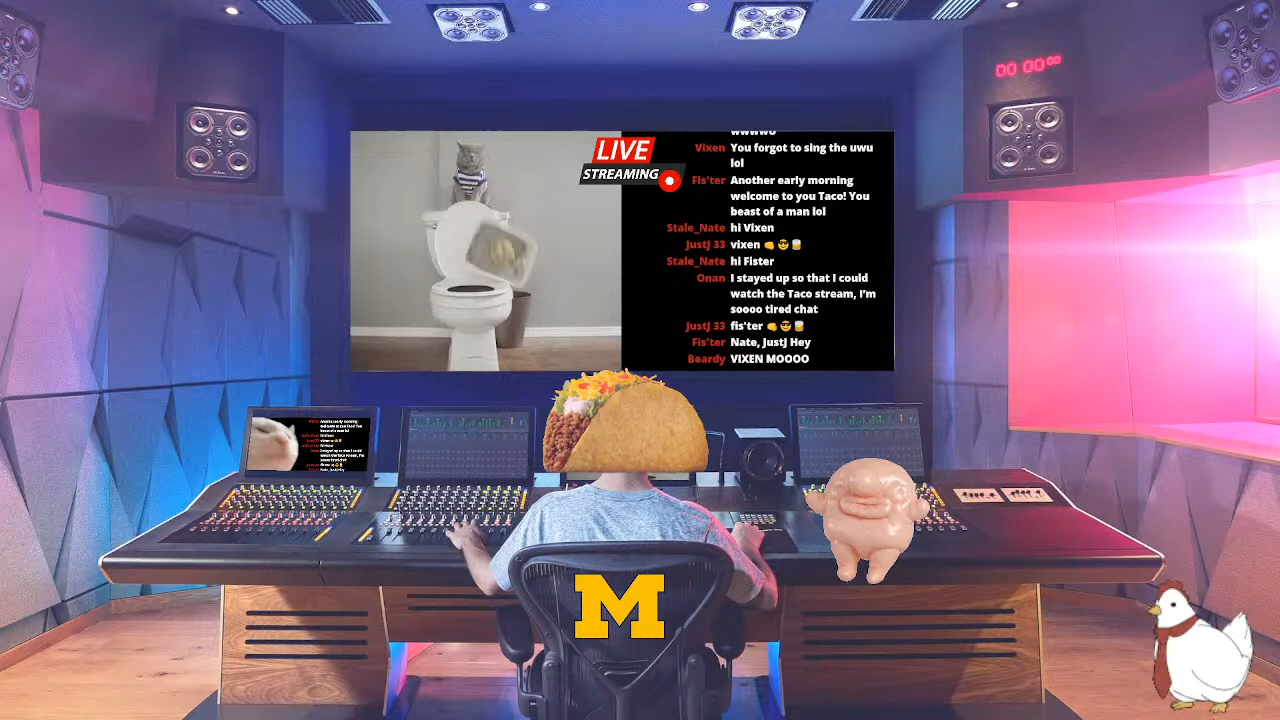 00 00 00
LIVE
STREAMING
Vixen You forgot to sing the uwu
lol
Fis'ter Another early morning
welcome to you Taco! You
beast of a man lol
Stale_Nate hi Vixen
JustJ 33 vixen 🤜😎🍺
Stale_Nate hi Fister
Onan I stayed up so that I could
watch the Taco stream, I'm
soooo tired chat
JustJ 33 fis'ter 🤜😎🍺
Fis'ter Nate, JustJ Hey
Beardy VIXEN MOOOO
M